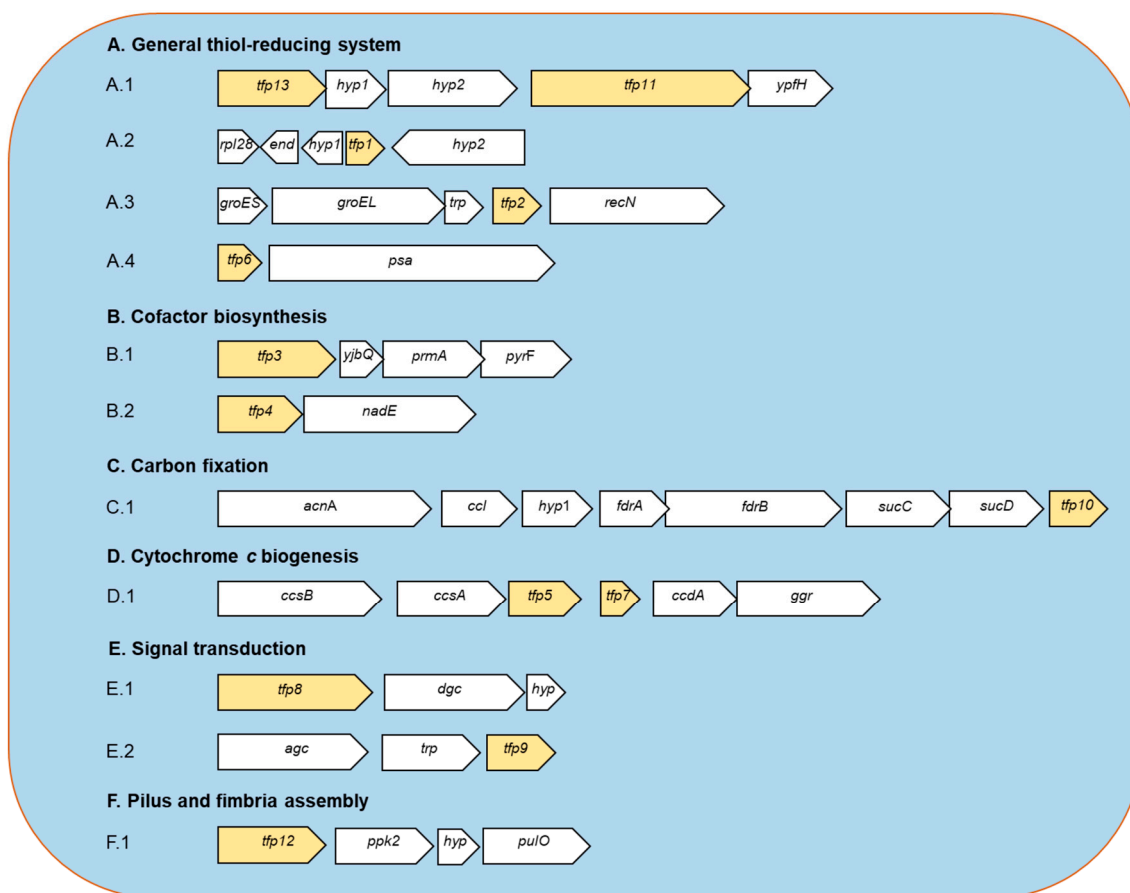 A. General thiol-reducing system
A.1 tfp13 hyp1 hyp2 tfp11 ypfH
A.2 rpl28 end hyp1 tfp1 hyp2
A.3 groES groEL trp tfp2 recN
A.4 tfp6 psa
B. Cofactor biosynthesis
B.1 tfp3 yjbQ prmA pyrF
B.2 tfp4 nadE
C. Carbon fixation
C.1 acnA ccl hyp1 fdrA fdrB sucC sucD tfp10
D. Cytochrome c biogenesis
D.1 ccsB ccsA tfp5 tfp7 ccdA ggr
E. Signal transduction
E.1 tfp8 dgc hyp
E.2 agc trp tfp9
F. Pilus and fimbria assembly
F.1 tfp12 ppk2 hyp pulO